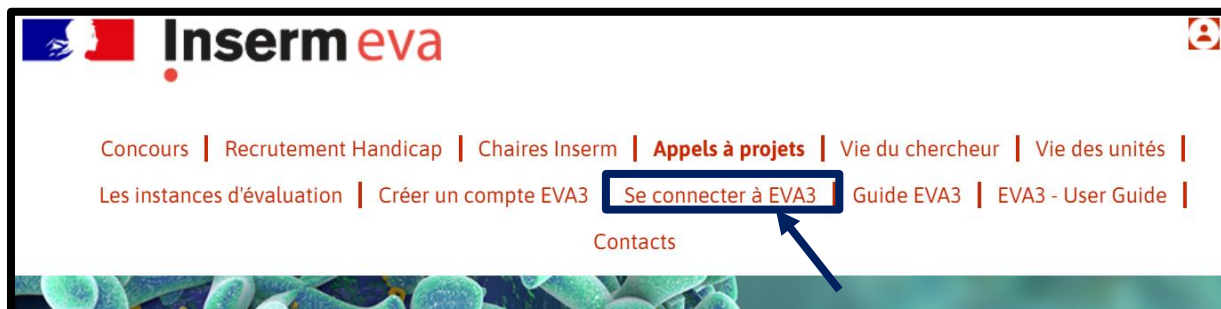 Inserm eva
Concours | Recrutement Handicap | Chaires Inserm | Appels à projets | Vie du chercheur | Vie des unités |
Les instances d'évaluation | Créer un compte EVA3 | Se connecter à EVA3 | Guide EVA3 | EVA3 - User Guide |
Contacts